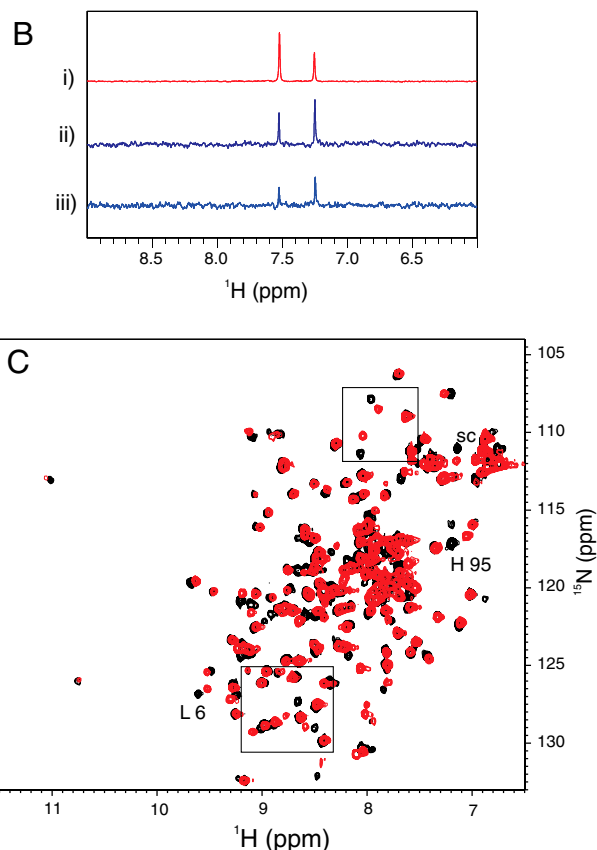 B
i)
ii)
iii)
8.5 8.0 7.5 7.0 6.5
1H (ppm)
C
105
110
sc
115
H 95
120
15N (ppm)
125
L 6
130
11 10 9 8 7
1H (ppm)